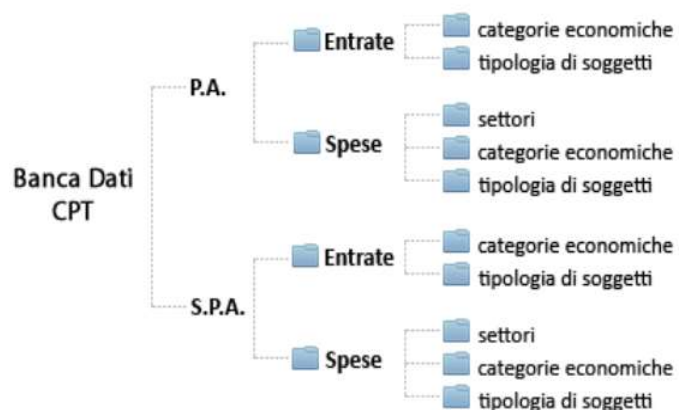 Banca Dati
CPT
P.A.
Entrate
categorie economiche
tipologia di soggetti
Spese
settori
categorie economiche
tipologia di soggetti
S.P.A.
Entrate
categorie economiche
tipologia di soggetti
Spese
settori
categorie economiche
tipologia di soggetti